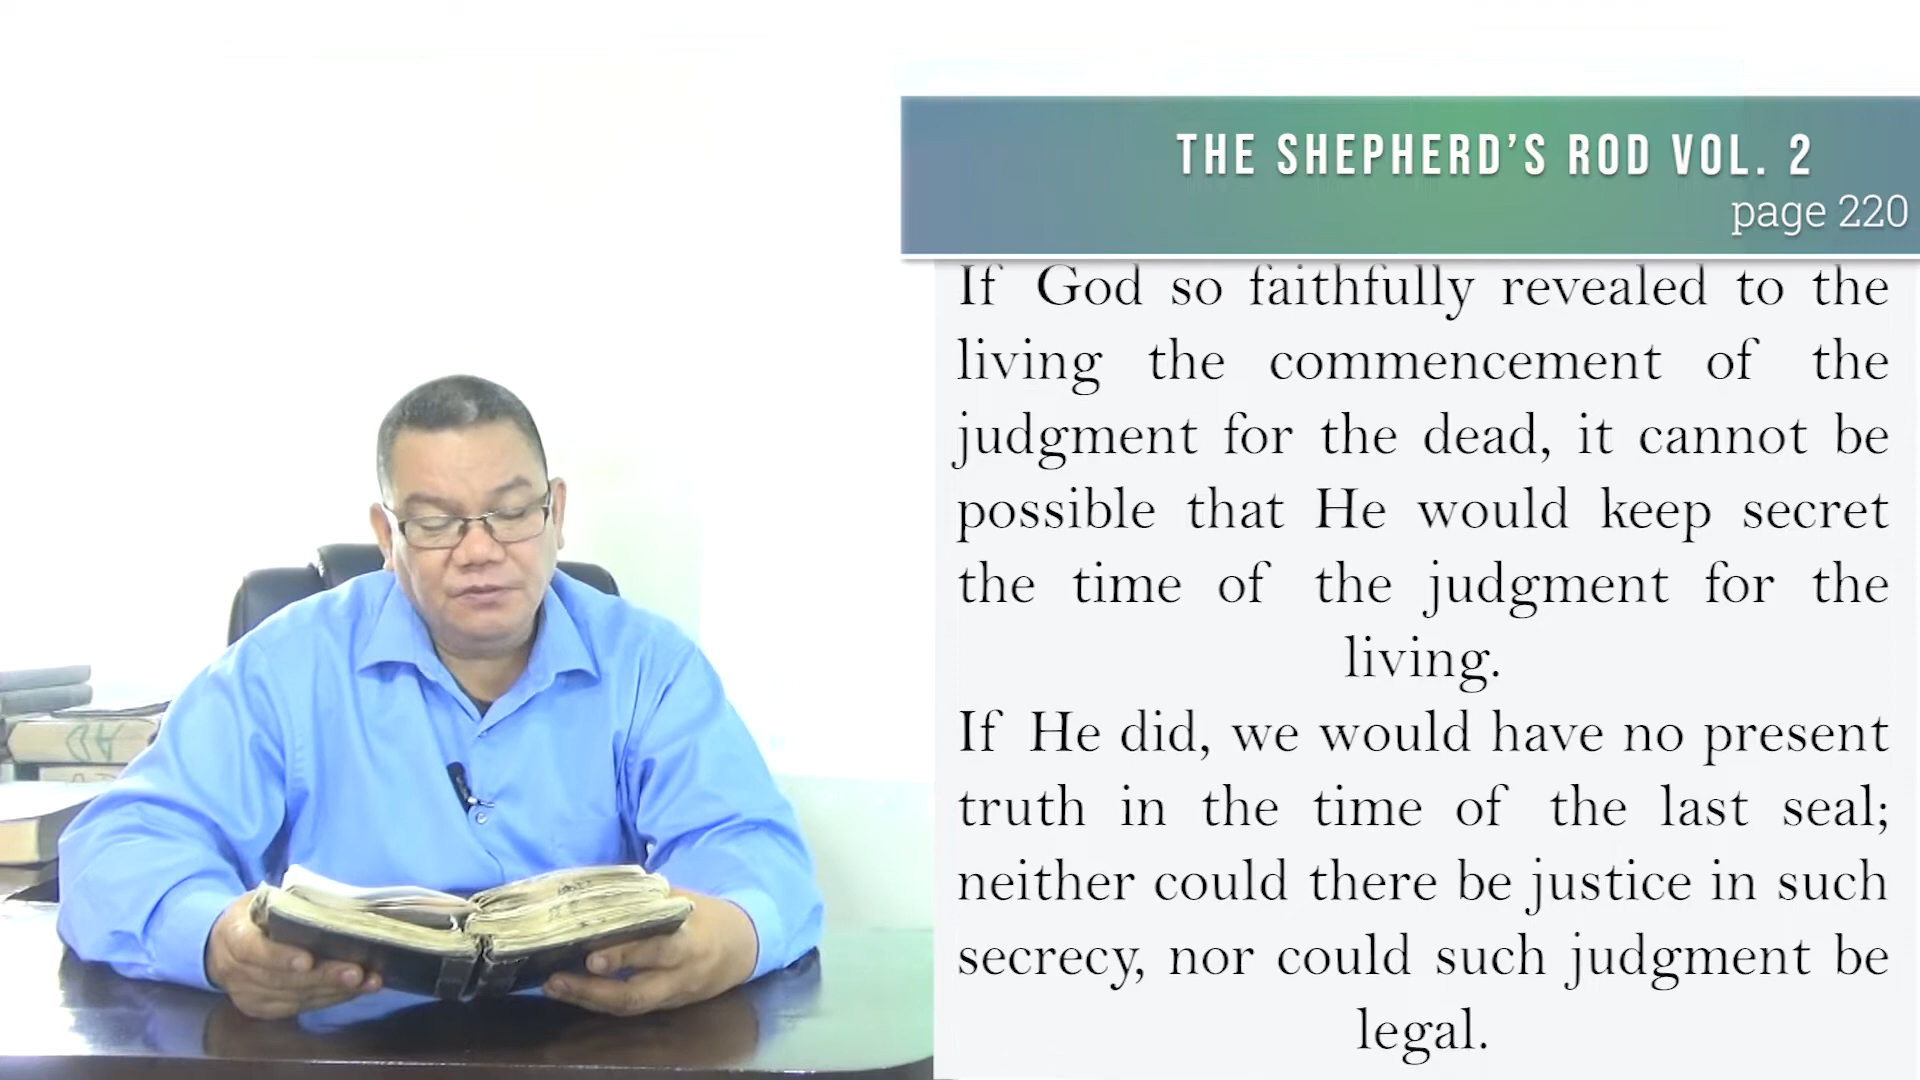 THE SHEPHERD'S ROD VOL. 2
page 220
If God so faithfully revealed to the
living the commencement of the
judgment for the dead, it cannot be
possible that He would keep secret
the time of the judgment for the
living.
If He did, we would have no present
truth in the time of the last seal;
neither could there be justice in such
secrecy, nor could such judgment be
legal.